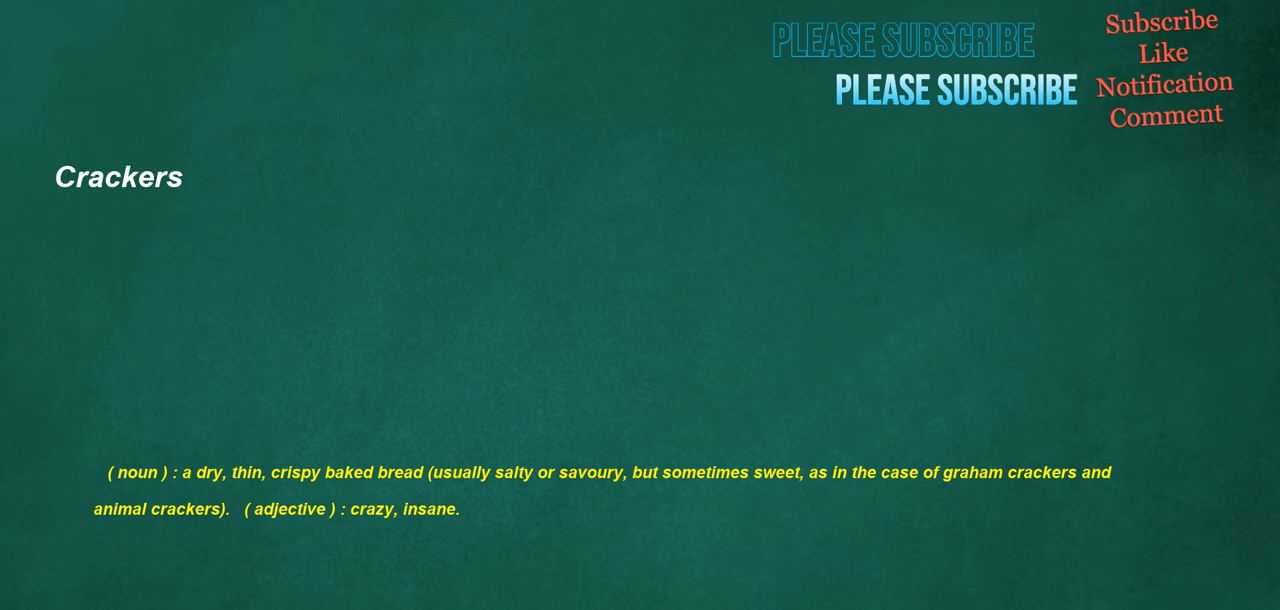 PLEASE SUBSCRIBE
PLEASE SUBSCRIBE
Subscribe
Like
Notification
Comment
Crackers
( noun ) : a dry, thin, crispy baked bread (usually salty or savoury, but sometimes sweet, as in the case of graham crackers and
animal crackers). ( adjective ) : crazy, insane.